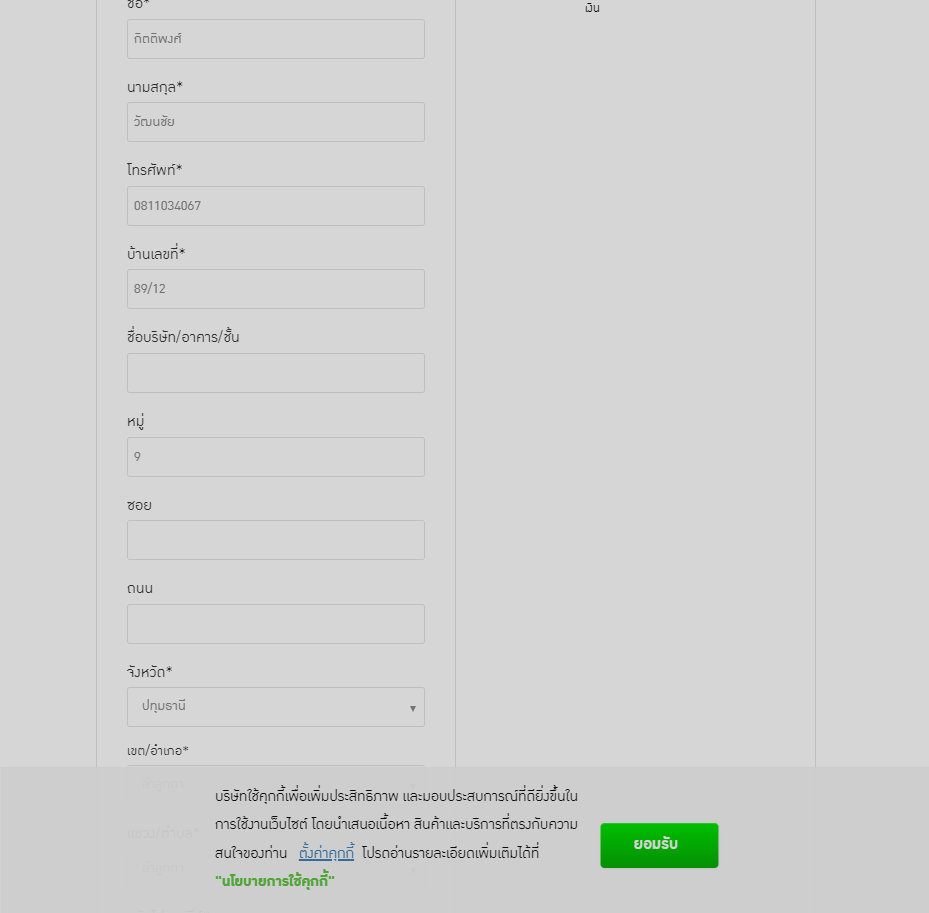 ชื่อ*
เงิน
กิตติพงศ์
นามสกุล*
วัฒนชัย
โทรศัพท์*
0811034067
บ้านเลขที่*
89/12
ชื่อบริษัท/อาคาร/ชั้น
หมู่
9
ซอย
ถนน
จังหวัด*
ปทุมธานี
เขต/อำเภอ*
ลำลูกกา
แขวง/ตำบล*
ลำลูกกา
บริษัทใช้คุกกี้เพื่อเพิ่มประสิทธิภาพ และมอบประสบการณ์ที่ดียิ่งขึ้นใน
การใช้งานเว็บไซต์ โดยนำเสนอเนื้อหา สินค้าและบริการที่ตรงกับความ
สนใจของท่าน ตั้งค่าคุกกี้ โปรดอ่านรายละเอียดเพิ่มเติมได้ที่
"นโยบายการใช้คุกกี้"
ยอมรับ